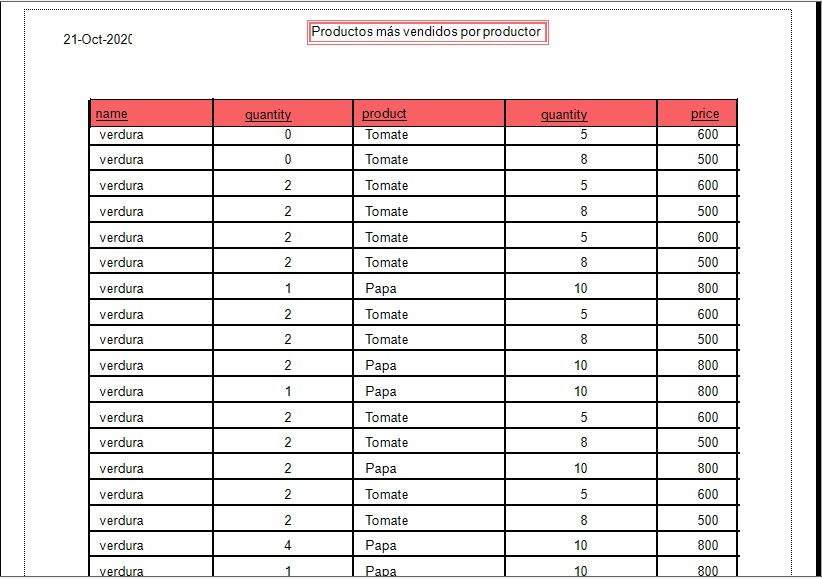 Productos más vendidos por productor
21-Oct-2020
name quantity product quantity price
verdura 0 Tomate 5 600
verdura 0 Tomate 8 500
verdura 2 Tomate 5 600
verdura 2 Tomate 8 500
verdura 2 Tomate 5 600
verdura 2 Tomate 8 500
verdura 1 Papa 10 800
verdura 2 Tomate 5 600
verdura 2 Tomate 8 500
verdura 2 Papa 10 800
verdura 1 Papa 10 800
verdura 2 Tomate 5 600
verdura 2 Tomate 8 500
verdura 2 Papa 10 800
verdura 2 Tomate 5 600
verdura 2 Tomate 8 500
verdura 4 Papa 10 800
verdura 1 Papa 10 800